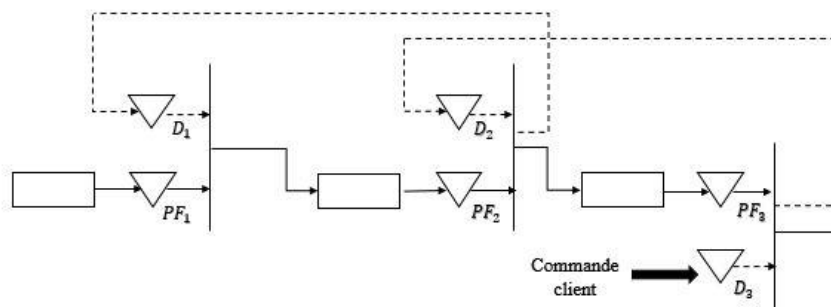 D₁
D₂
PF₁
PF₂
PF₃
Commande
client
D₃